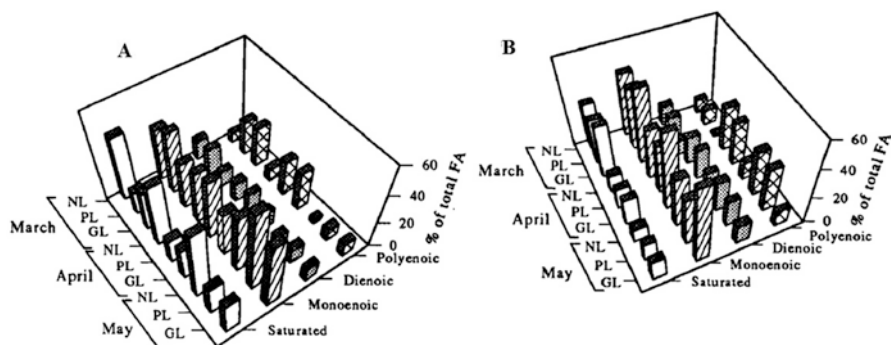 A
60
40
20
0
% of total FA
Polyenoic
Dienoic
Monoenoic
Saturated
NL
PL
GL
March
NL
PL
GL
April
NL
PL
GL
May
B
60
40
20
0
% of total FA
Polyenoic
Dienoic
Monoenoic
Saturated
NL
PL
GL
March
NL
PL
GL
April
NL
PL
GL
May